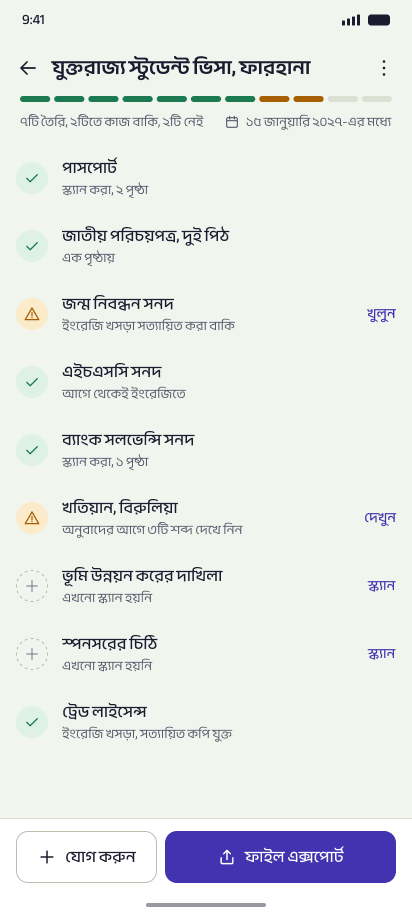 9:41
যুক্তরাজ্য স্টুডেন্ট ভিসা, ফারহানা
৭টি তৈরি, ২টিতে কাজ বাকি, ২টি নেই
১৫ জানুয়ারি ২০২৭-এর মধ্যে
পাসপোর্ট
স্ক্যান করা, ২ পৃষ্ঠা
জাতীয় পরিচয়পত্র, দুই পিঠ
এক পৃষ্ঠায়
জন্ম নিবন্ধন সনদ
ইংরেজি খসড়া সত্যায়িত করা বাকি
খুলুন
এইচএসসি সনদ
আগে থেকেই ইংরেজিতে
ব্যাংক সলভেন্সি সনদ
স্ক্যান করা, ১ পৃষ্ঠা
খতিয়ান, বিরুলিয়া
অনুবাদের আগে ৩টি শব্দ দেখে নিন
দেখুন
ভূমি উন্নয়ন করের দাখিলা
এখনো স্ক্যান হয়নি
স্ক্যান
স্পনসরের চিঠি
এখনো স্ক্যান হয়নি
স্ক্যান
ট্রেড লাইসেন্স
ইংরেজি খসড়া, সত্যায়িত কপি যুক্ত
যোগ করুন
ফাইল এক্সপোর্ট